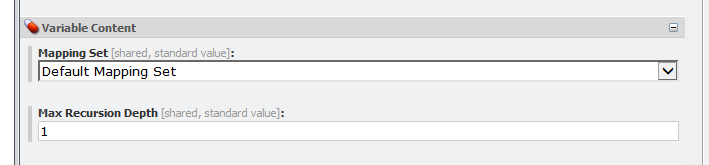 Variable Content
Mapping Set [shared, standard value]:
Default Mapping Set
Max Recursion Depth [shared, standard value]:
1